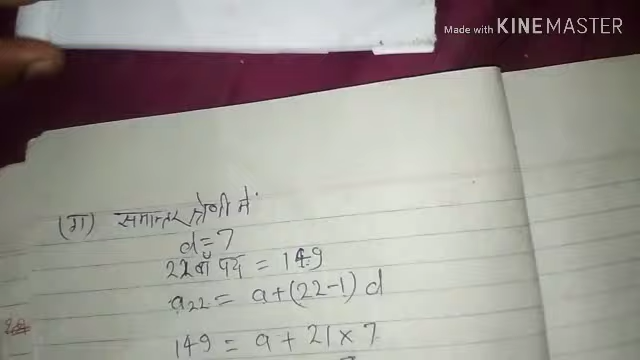 Made with KINEMASTER
(ग) समान्तर श्रेणी में
d = 7
22वाँ पद = 149
a22 = a + (22-1) d
149 = a + 21 × 7